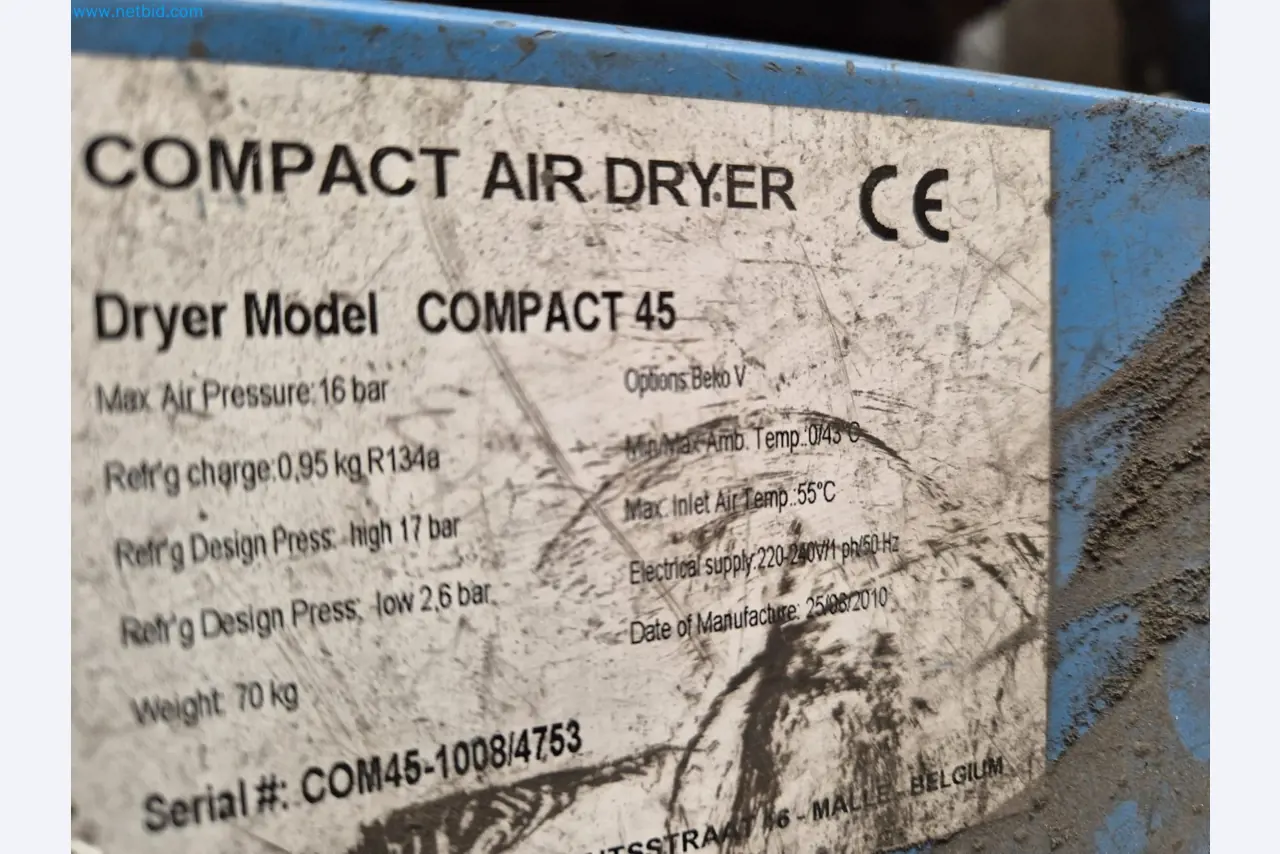 www.netbid.com
COMPACT AIR DRYER CE
Dryer Model COMPACT 45
Max Air Pressure:16 bar
Refr'g charge:0,95 kg R134a
Refr'g Design Press: high 17 bar
Refr'g Design Press: low 2,6 bar
Weight: 70 kg
Serial #: COM45-1008/4753
Options:Beko V
Min/Max Amb. Temp.:0/43°C
Max. Inlet Air Temp.:55°C
Electrical supply:220-240V/1 ph/50 Hz
Date of Manufacture: 25/08/2010
- MALLE - BELGIUM